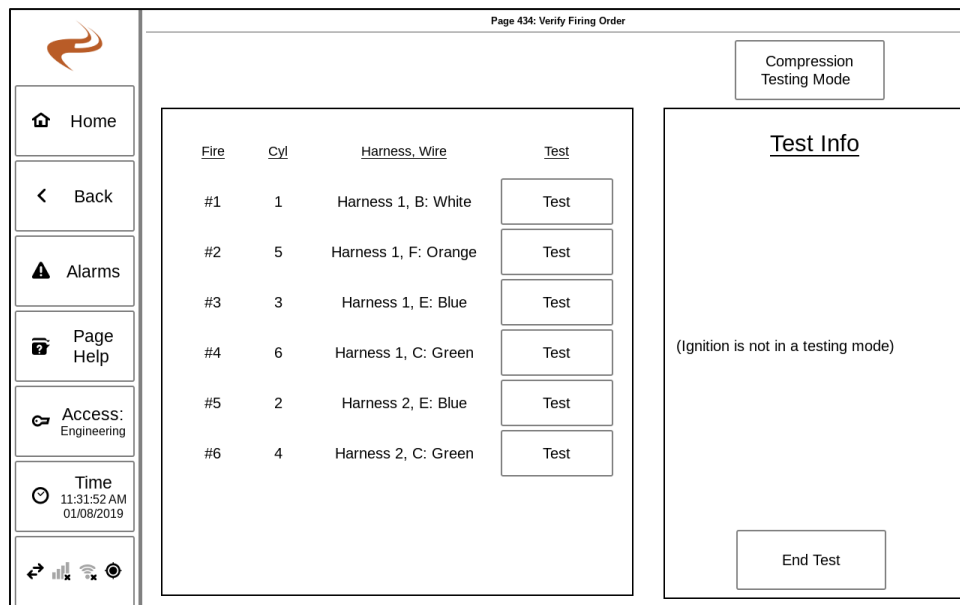 Page 434: Verify Firing Order
Home
Back
Alarms
Page
Help
Access:
Engineering
Time
11:31:52 AM
01/08/2019
Compression
Testing Mode
Fire Cyl Harness, Wire Test
#1 1 Harness 1, B: White Test
#2 5 Harness 1, F: Orange Test
#3 3 Harness 1, E: Blue Test
#4 6 Harness 1, C: Green Test
#5 2 Harness 2, E: Blue Test
#6 4 Harness 2, C: Green Test
Test Info
(Ignition is not in a testing mode)
End Test